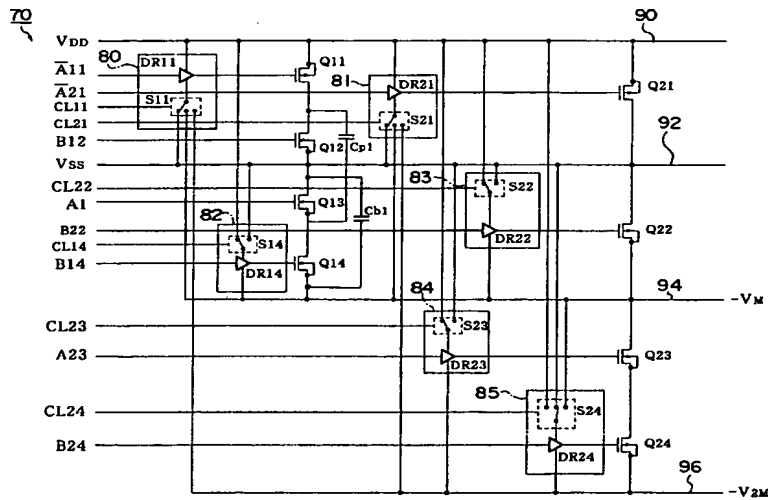 70
VDD
80
DR11
90
A11
Q11
81
DR21
A21
Q21
CL11
S11
CL21
S21
B12
Q12
Cp1
92
VSS
CL22
83
S22
A1
Q13
Cb1
B22
82
DR22
Q22
CL14
S14
B14
DR14
Q14
94
-VM
84
CL23
S23
A23
DR23
Q23
85
CL24
S24
B24
DR24
Q24
96
-V2M